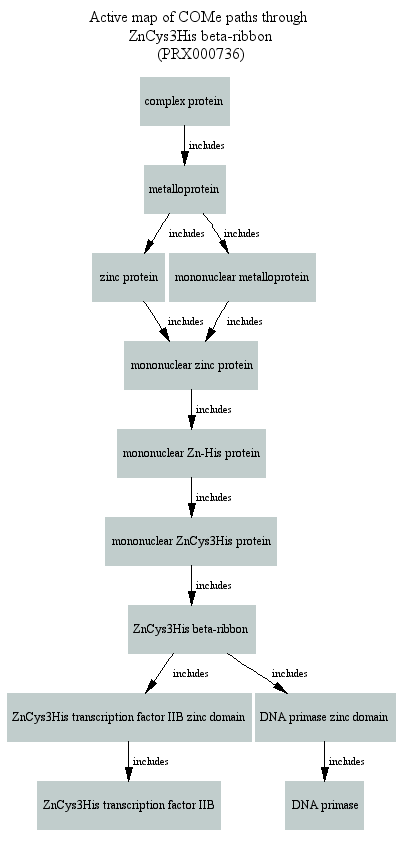 Active map of COMe paths through
ZnCys3His beta-ribbon
(PRX000736)
complex protein
includes
metalloprotein
includes
includes
zinc protein
mononuclear metalloprotein
includes
includes
mononuclear zinc protein
includes
mononuclear Zn-His protein
includes
mononuclear ZnCys3His protein
includes
ZnCys3His beta-ribbon
includes
includes
ZnCys3His transcription factor IIB zinc domain
DNA primase zinc domain
includes
includes
ZnCys3His transcription factor IIB
DNA primase